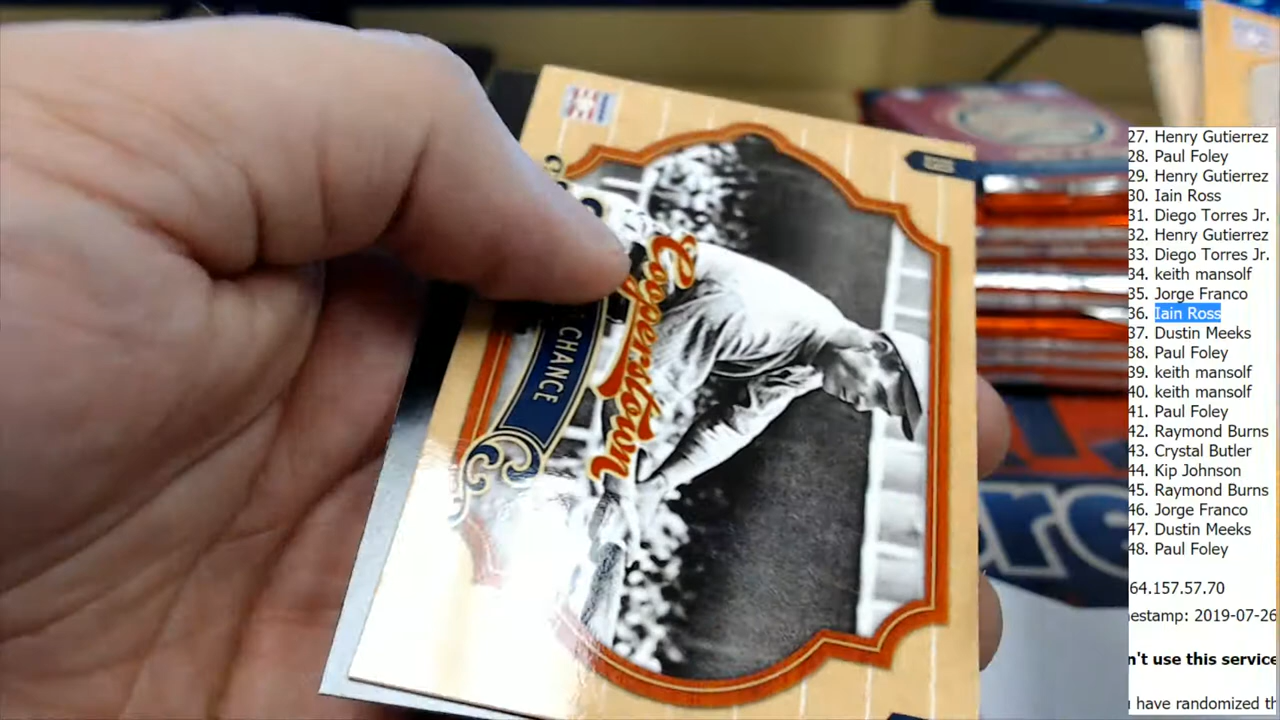 Cooperstown
CHANCE
27. Henry Gutierrez
28. Paul Foley
29. Henry Gutierrez
30. Iain Ross
31. Diego Torres Jr.
32. Henry Gutierrez
33. Diego Torres Jr.
34. keith mansolf
35. Jorge Franco
36. Iain Ross
37. Dustin Meeks
38. Paul Foley
39. keith mansolf
40. keith mansolf
41. Paul Foley
42. Raymond Burns
43. Crystal Butler
44. Kip Johnson
45. Raymond Burns
46. Jorge Franco
47. Dustin Meeks
48. Paul Foley
64.157.57.70
estamp: 2019-07-26
n't use this service
have randomized th